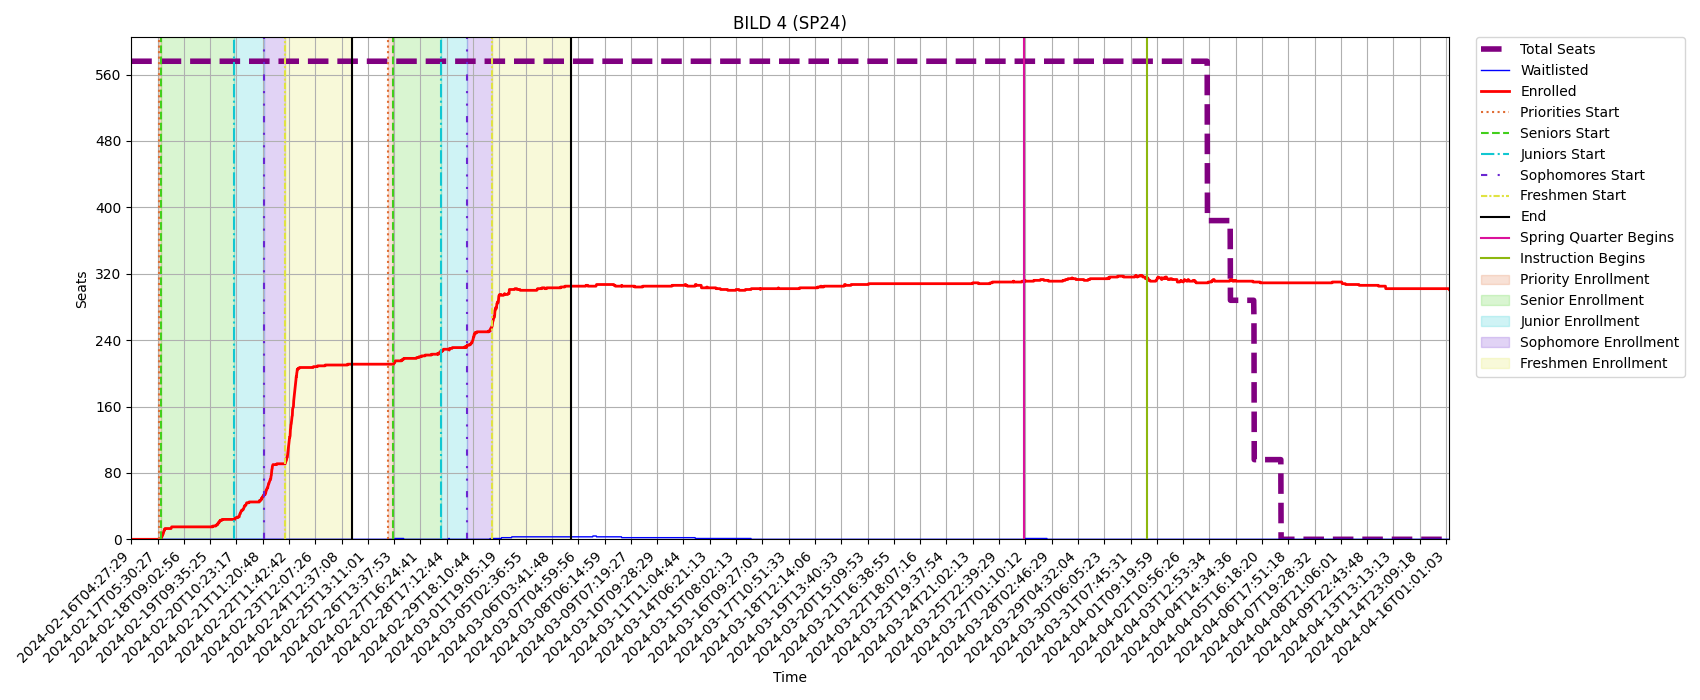 BILD 4 (SP24)
Seats
560
480
400
320
240
160
80
0
2024-02-16T04:27:29
2024-02-17T05:30:27
2024-02-18T09:02:56
2024-02-19T09:35:25
2024-02-20T10:23:17
2024-02-21T11:20:48
2024-02-22T11:42:42
2024-02-23T12:07:26
2024-02-24T12:37:08
2024-02-25T13:11:01
2024-02-26T13:37:53
2024-02-27T16:24:41
2024-02-28T17:12:44
2024-02-29T18:10:44
2024-03-01T19:05:19
2024-03-05T02:36:55
2024-03-06T03:41:48
2024-03-07T04:59:56
2024-03-08T06:14:59
2024-03-09T07:19:27
2024-03-10T09:28:29
2024-03-11T11:04:44
2024-03-14T06:21:13
2024-03-15T08:02:13
2024-03-16T09:27:03
2024-03-17T10:51:33
2024-03-18T12:14:06
2024-03-19T13:40:33
2024-03-20T15:09:53
2024-03-21T16:38:55
2024-03-22T18:07:16
2024-03-23T19:37:54
2024-03-24T21:02:13
2024-03-25T22:39:29
2024-03-27T01:10:12
2024-03-28T02:46:29
2024-03-29T04:32:04
2024-03-30T06:05:23
2024-03-31T07:45:31
2024-04-01T09:19:59
2024-04-02T10:56:26
2024-04-03T12:53:34
2024-04-04T14:34:36
2024-04-05T16:18:20
2024-04-06T17:51:18
2024-04-07T19:28:32
2024-04-08T21:06:01
2024-04-09T22:43:48
2024-04-13T13:13:13
2024-04-14T23:09:18
2024-04-16T01:01:03
Time
Total Seats
Waitlisted
Enrolled
Priorities Start
Seniors Start
Juniors Start
Sophomores Start
Freshmen Start
End
Spring Quarter Begins
Instruction Begins
Priority Enrollment
Senior Enrollment
Junior Enrollment
Sophomore Enrollment
Freshmen Enrollment